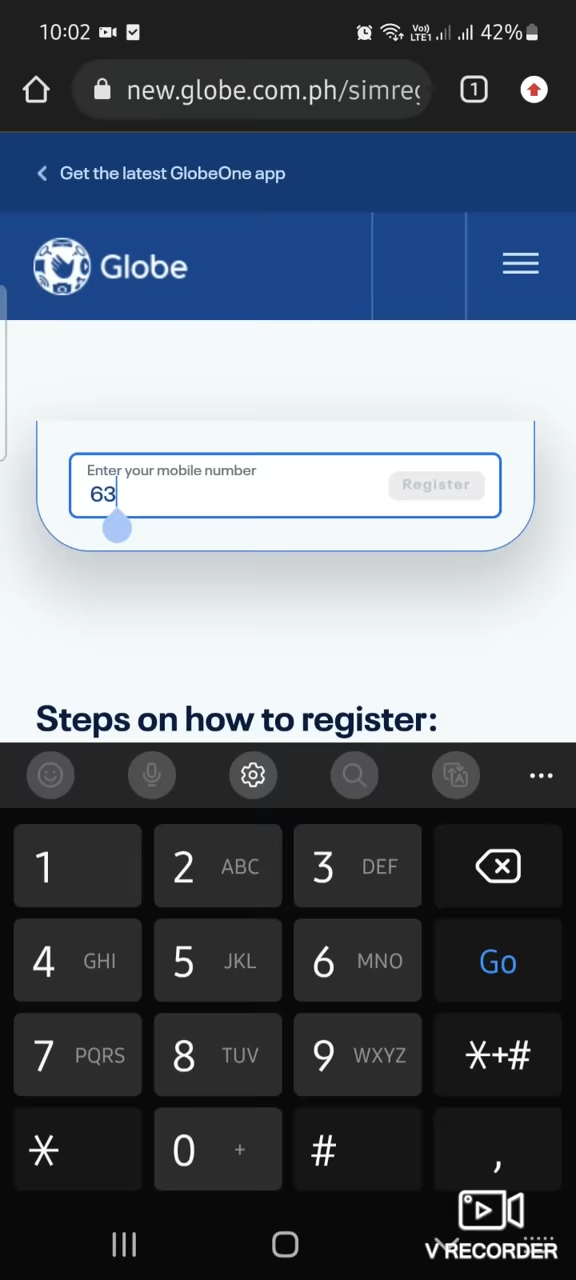 10:02
Vo))
LTE1
42%
new.globe.com.ph/simreg
1
Get the latest GlobeOne app
Globe
Enter your mobile number
63
Register
Steps on how to register:
1
2 ABC
3 DEF
4 GHI
5 JKL
6 MNO
Go
7 PQRS
8 TUV
9 WXYZ
*+#
*
0 +
#
,
V RECORDER